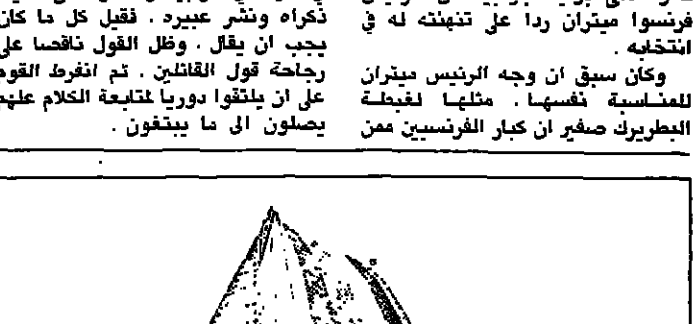 فرنسوا ميتران ردا على تهنئته له في
انتخابه .
وكان سبق ان وجه الرئيس ميتران
للمناسبة نفسها . مثلها لغبطة
البطريرك صفير ان كبار الفرنسيين ممن
ذكراه ونشر عبيره . فقيل كل ما كان
يجب ان يقال . وظل القول ناقصا على
رجاحة قول القائلين . ثم انفرط القوم
على ان يلتقوا دوريا لمتابعة الكلام علهم
يصلون الى ما يبتغون .